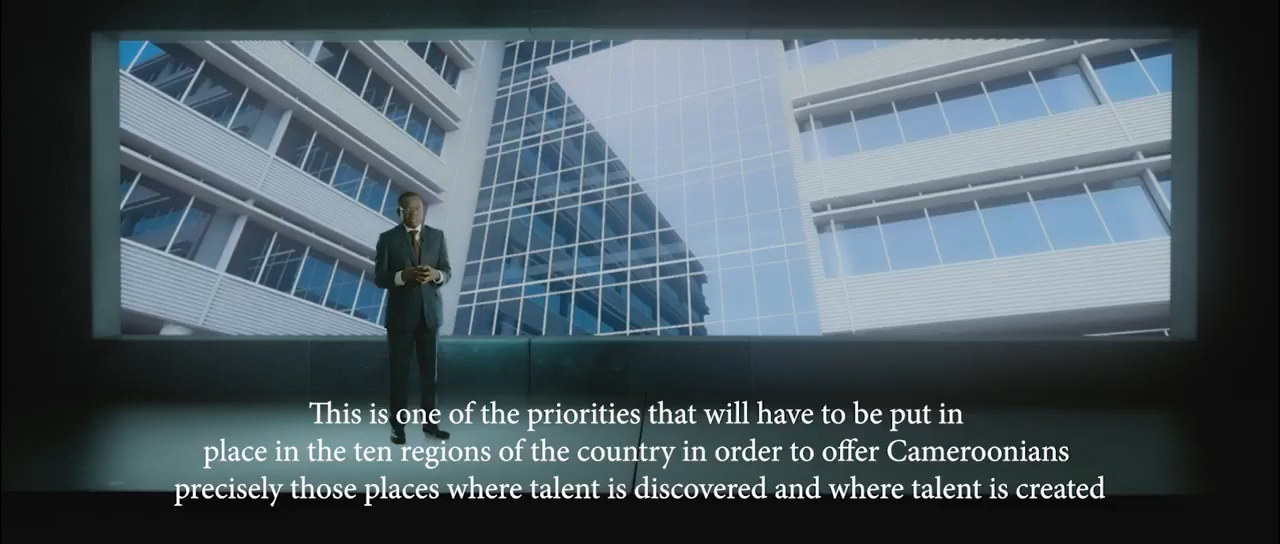 This is one of the priorities that will have to be put in
place in the ten regions of the country in order to offer Cameroonians
precisely those places where talent is discovered and where talent is created